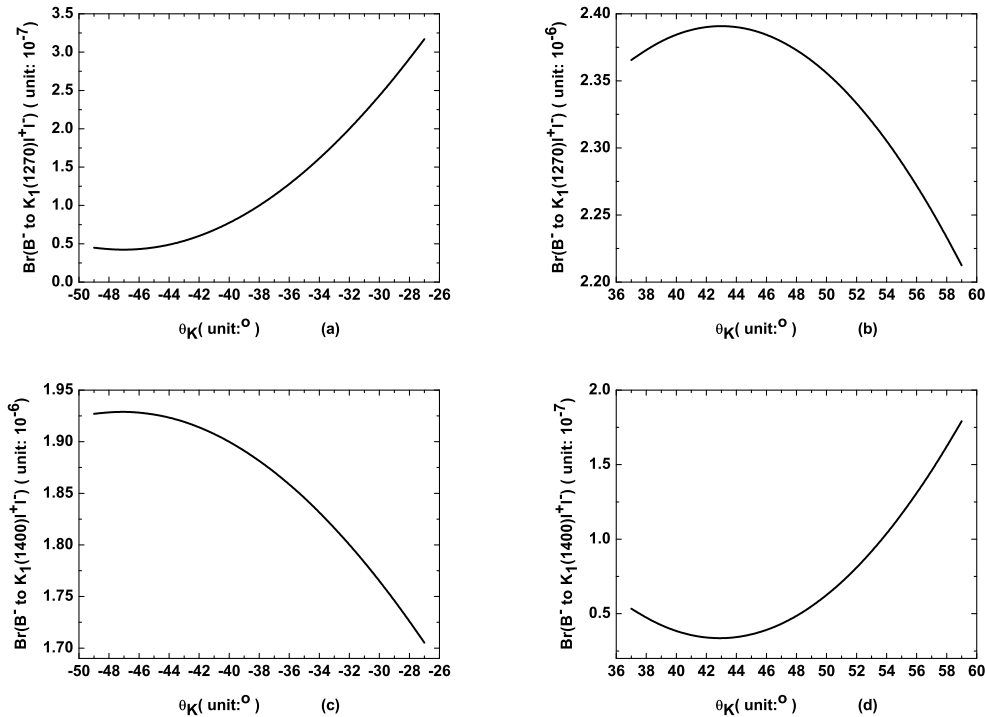 Br(B⁻ to K₁(1270)l⁺l⁻) ( unit: 10⁻⁷)
3.5
3.0
2.5
2.0
1.5
1.0
0.5
0.0
-50 -48 -46 -44 -42 -40 -38 -36 -34 -32 -30 -28 -26
θK( unit:o ) (a)
Br(B⁻ to K₁(1270)l⁺l⁻) ( unit: 10⁻⁶)
2.40
2.35
2.30
2.25
2.20
36 38 40 42 44 46 48 50 52 54 56 58 60
θK( unit:o ) (b)
Br(B⁻ to K₁(1400)l⁺l⁻) ( unit: 10⁻⁶)
1.95
1.90
1.85
1.80
1.75
1.70
-50 -48 -46 -44 -42 -40 -38 -36 -34 -32 -30 -28 -26
θK( unit:o ) (c)
Br(B⁻ to K₁(1400)l⁺l⁻) ( unit: 10⁻⁷)
2.0
1.5
1.0
0.5
36 38 40 42 44 46 48 50 52 54 56 58 60
θK( unit:o ) (d)